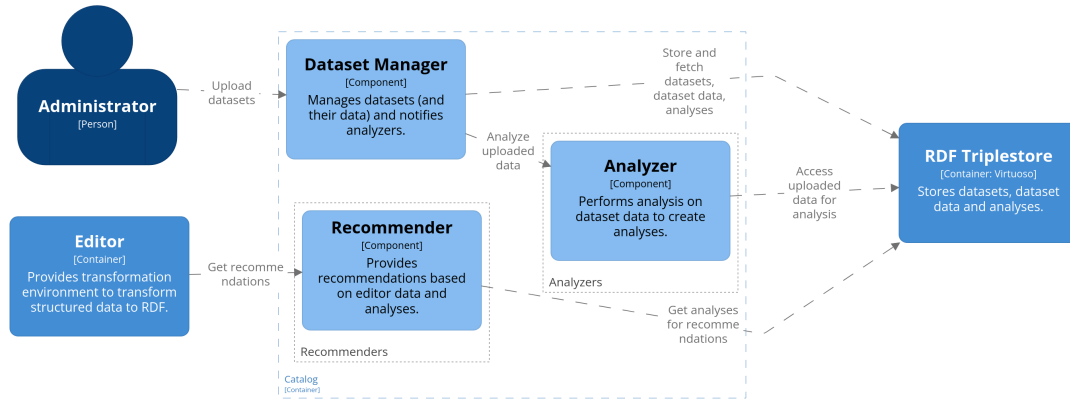 Administrator
[Person]
Upload
datasets
Dataset Manager
[Component]
Manages datasets (and
their data) and notifies
analyzers.
Store and
fetch
datasets,
dataset data,
analyses
Analyze
uploaded
data
Analyzer
[Component]
Performs analysis on
dataset data to create
analyses.
Analyzers
Access
uploaded
data for
analysis
RDF Triplestore
[Container: Virtuoso]
Stores datasets, dataset
data and analyses.
Editor
[Container]
Provides transformation
environment to transform
structured data to RDF.
Get recomme
ndations
Recommender
[Component]
Provides
recommendations based
on editor data and
analyses.
Recommenders
Get analyses
for recomme
ndations
Catalog
[Container]